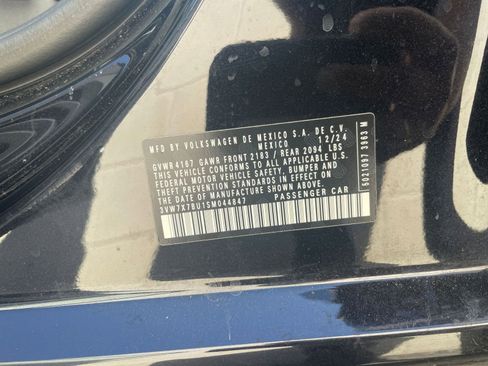 MFD BY VOLKSWAGEN DE MEXICO S.A. DE C.V.
MEXICO 12/24
GVWR 4167 GAWR FRONT 2183 / REAR 2094 LBS
THIS VEHICLE CONFORMS TO ALL APPLICABLE U.S.
FEDERAL MOTOR VEHICLE SAFETY, BUMPER AND
THEFT PREVENTION STANDARDS IN EFFECT ON THE
DATE OF MANUFACTURE SHOWN ABOVE.
3VW7X7BU1SM044847 PASSENGER CAR
5021097.3963 M